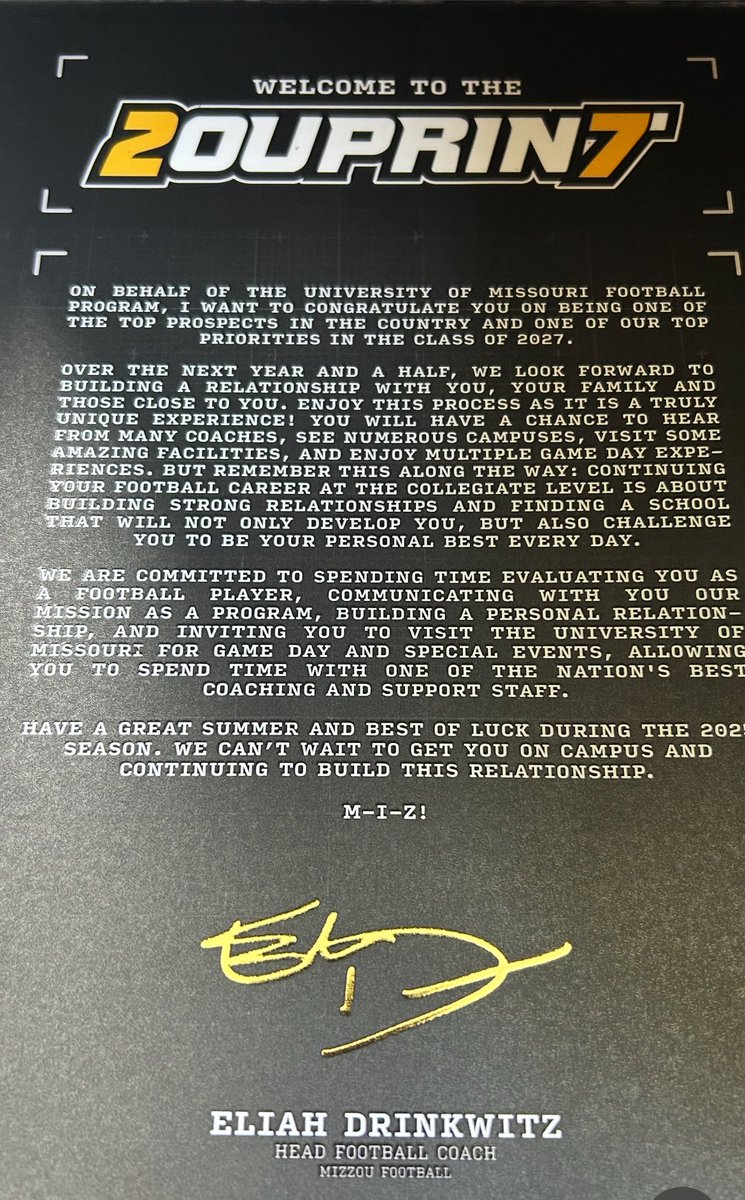 WELCOME TO THE
2OUPRIN7
ON BEHALF OF THE UNIVERSITY OF MISSOURI FOOTBALL
PROGRAM, I WANT TO CONGRATULATE YOU ON BEING ONE OF
THE TOP PROSPECTS IN THE COUNTRY AND ONE OF OUR TOP
PRIORITIES IN THE CLASS OF 2027.
OVER THE NEXT YEAR AND A HALF, WE LOOK FORWARD TO
BUILDING A RELATIONSHIP WITH YOU, YOUR FAMILY AND
THOSE CLOSE TO YOU. ENJOY THIS PROCESS AS IT IS A TRULY
UNIQUE EXPERIENCE! YOU WILL HAVE A CHANCE TO HEAR
FROM MANY COACHES, SEE NUMEROUS CAMPUSES, VISIT SOME
AMAZING FACILITIES, AND ENJOY MULTIPLE GAME DAY EXPE-
RIENCES. BUT REMEMBER THIS ALONG THE WAY: CONTINUING
YOUR FOOTBALL CAREER AT THE COLLEGIATE LEVEL IS ABOUT
BUILDING STRONG RELATIONSHIPS AND FINDING A SCHOOL
THAT WILL NOT ONLY DEVELOP YOU, BUT ALSO CHALLENGE
YOU TO BE YOUR PERSONAL BEST EVERY DAY.
WE ARE COMMITTED TO SPENDING TIME EVALUATING YOU AS
A FOOTBALL PLAYER, COMMUNICATING WITH YOU OUR
MISSION AS A PROGRAM, BUILDING A PERSONAL RELATION-
SHIP, AND INVITING YOU TO VISIT THE UNIVERSITY OF
MISSOURI FOR GAME DAY AND SPECIAL EVENTS, ALLOWING
YOU TO SPEND TIME WITH ONE OF THE NATION'S BEST
COACHING AND SUPPORT STAFF.
HAVE A GREAT SUMMER AND BEST OF LUCK DURING THE 2025
SEASON. WE CAN'T WAIT TO GET YOU ON CAMPUS AND
CONTINUING TO BUILD THIS RELATIONSHIP.
M-I-Z!
ELIAH DRINKWITZ
HEAD FOOTBALL COACH
MIZZOU FOOTBALL